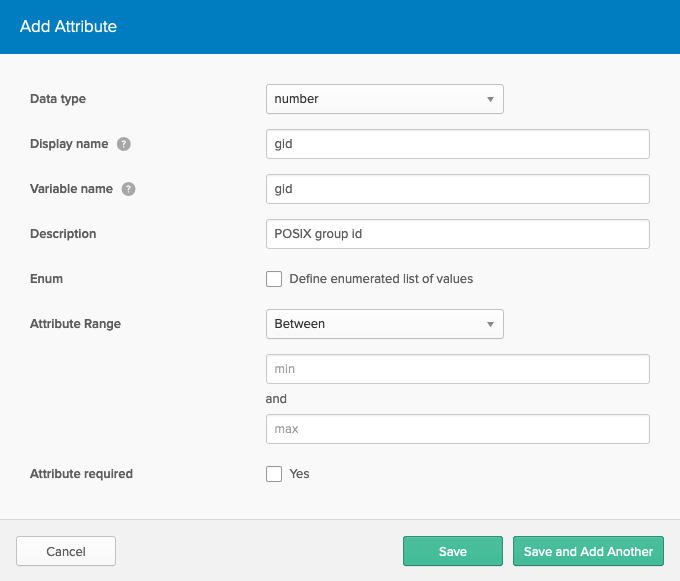 Add Attribute
Data type
number
Display name ?
gid
Variable name ?
gid
Description
POSIX group id
Enum
Define enumerated list of values
Attribute Range
Between
min
and
max
Attribute required
Yes
Cancel
Save
Save and Add Another